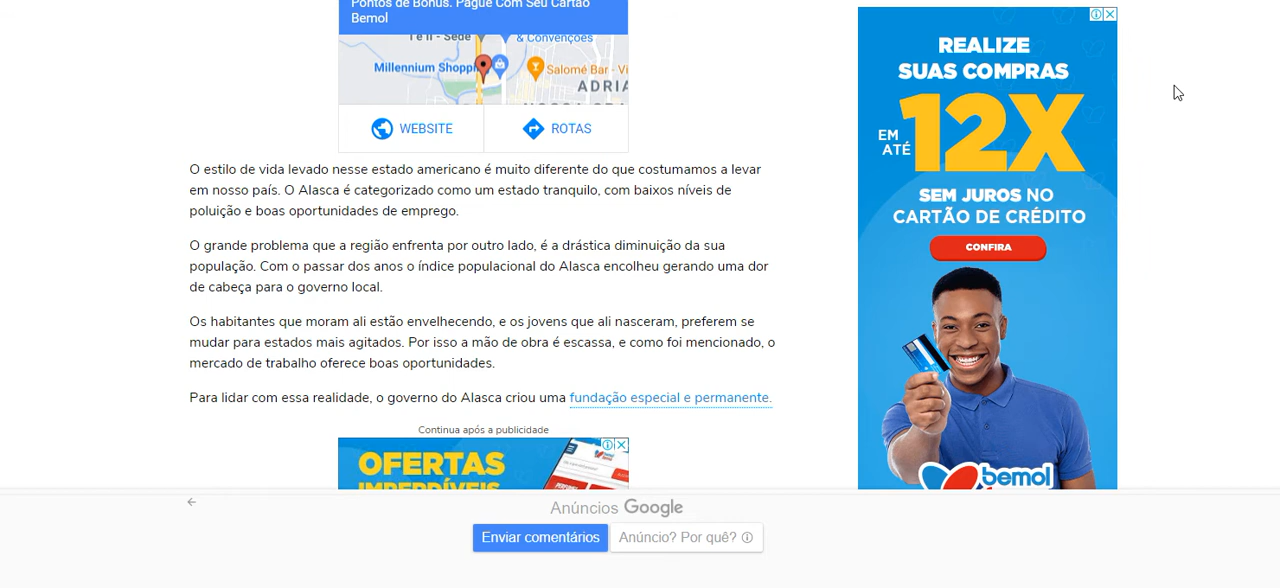 Pontos de Bônus. Pague Com Seu Cartão
Bemol
& Convenções
Millennium Shopp
Salomé Bar - Vi
ADRIA
WEBSITE
ROTAS
O estilo de vida levado nesse estado americano é muito diferente do que costumamos a levar
em nosso país. O Alasca é categorizado como um estado tranquilo, com baixos níveis de
poluição e boas oportunidades de emprego.
O grande problema que a região enfrenta por outro lado, é a drástica diminuição da sua
população. Com o passar dos anos o índice populacional do Alasca encolheu gerando uma dor
de cabeça para o governo local.
Os habitantes que moram ali estão envelhecendo, e os jovens que ali nasceram, preferem se
mudar para estados mais agitados. Por isso a mão de obra é escassa, e como foi mencionado, o
mercado de trabalho oferece boas oportunidades.
Para lidar com essa realidade, o governo do Alasca criou uma fundação especial e permanente.
Continua após a publicidade
OFERTAS
IMPERDÍVEIS
REALIZE
SUAS COMPRAS
EM
ATÉ
12X
SEM JUROS NO
CARTÃO DE CRÉDITO
CONFIRA
bemol
Anúncios Google
Enviar comentários
Anúncio? Por quê?